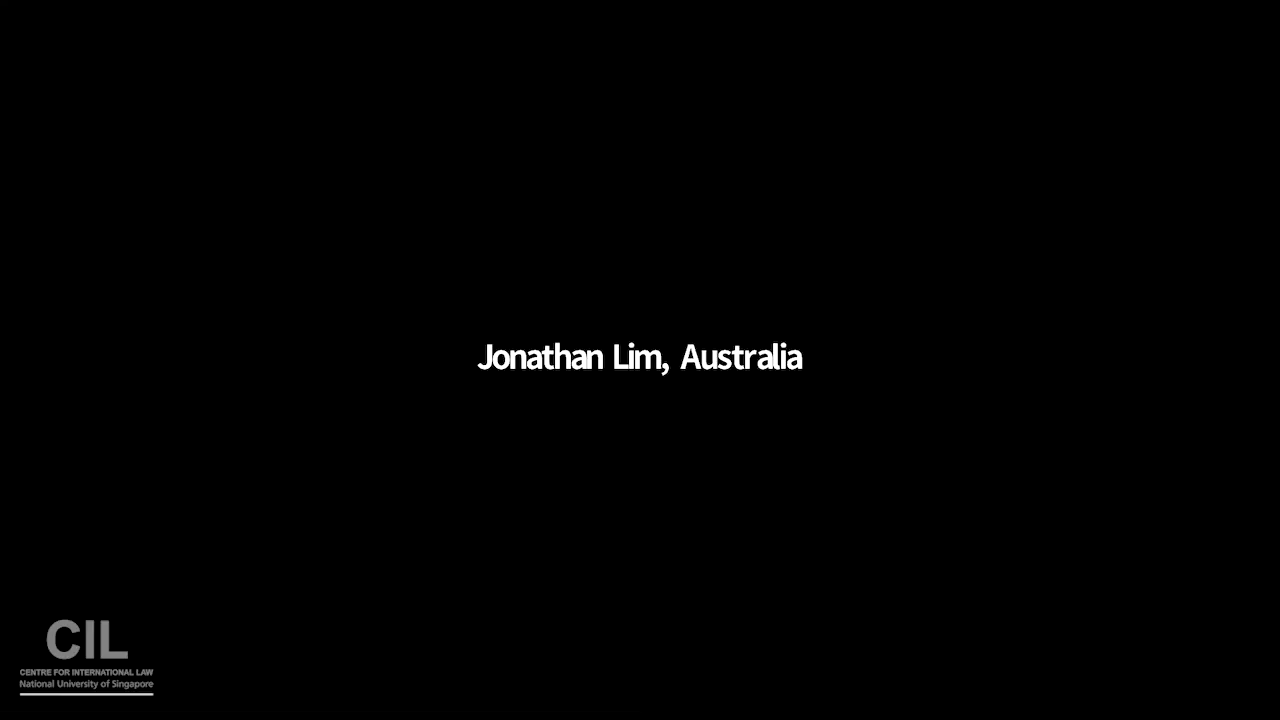 Jonathan Lim, Australia
CIL
CENTRE FOR INTERNATIONAL LAW
National University of Singapore